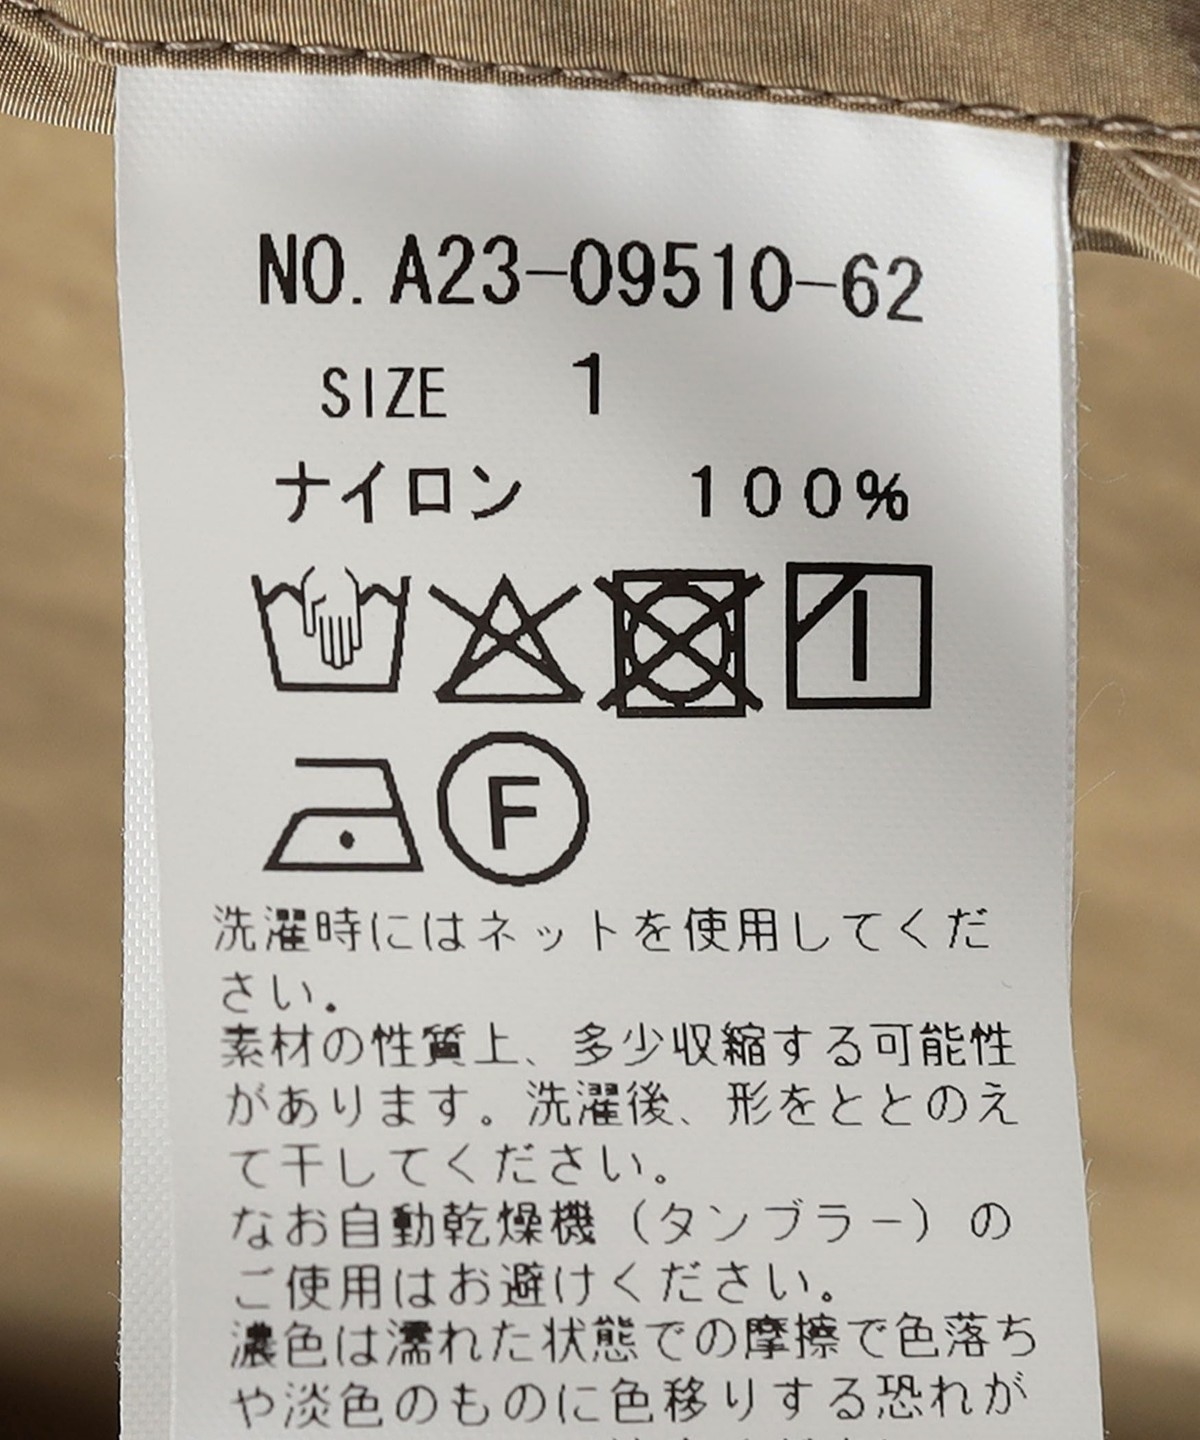 NO. A23-09510-62
SIZE 1
ナイロン 100%
F
洗濯時にはネットを使用してくだ
さい。
素材の性質上、多少収縮する可能性
があります。洗濯後、形をととのえ
て干してください。
なお自動乾燥機（タンブラー）の
ご使用はお避けください。
濃色は濡れた状態での摩擦で色落ち
や淡色のものに色移りする恐れが